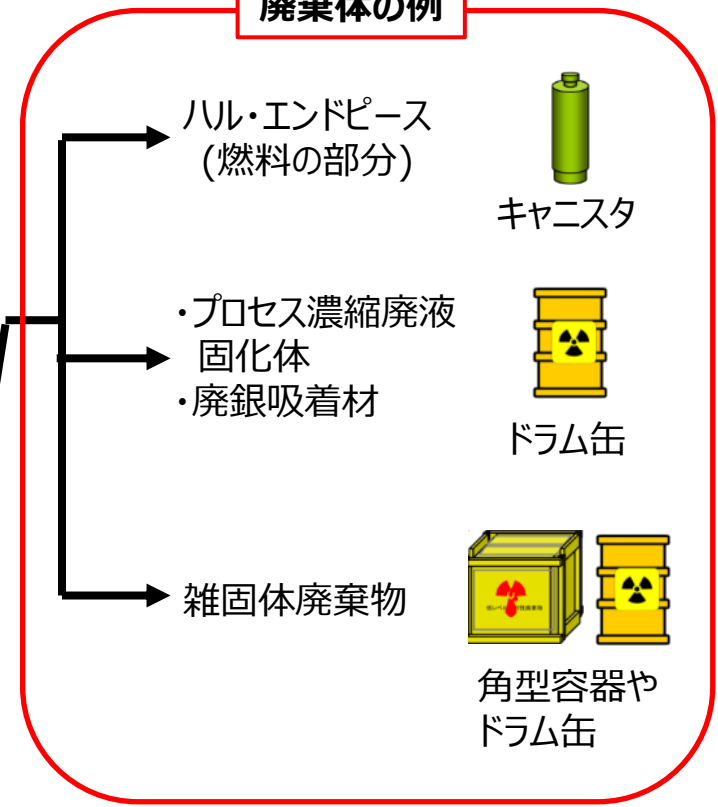 廃棄体の例
ハル・エンドピース
(燃料の部分)
キャニスタ
・プロセス濃縮廃液
固化体
・廃銀吸着材
ドラム缶
雑固体廃棄物
角型容器や
ドラム缶